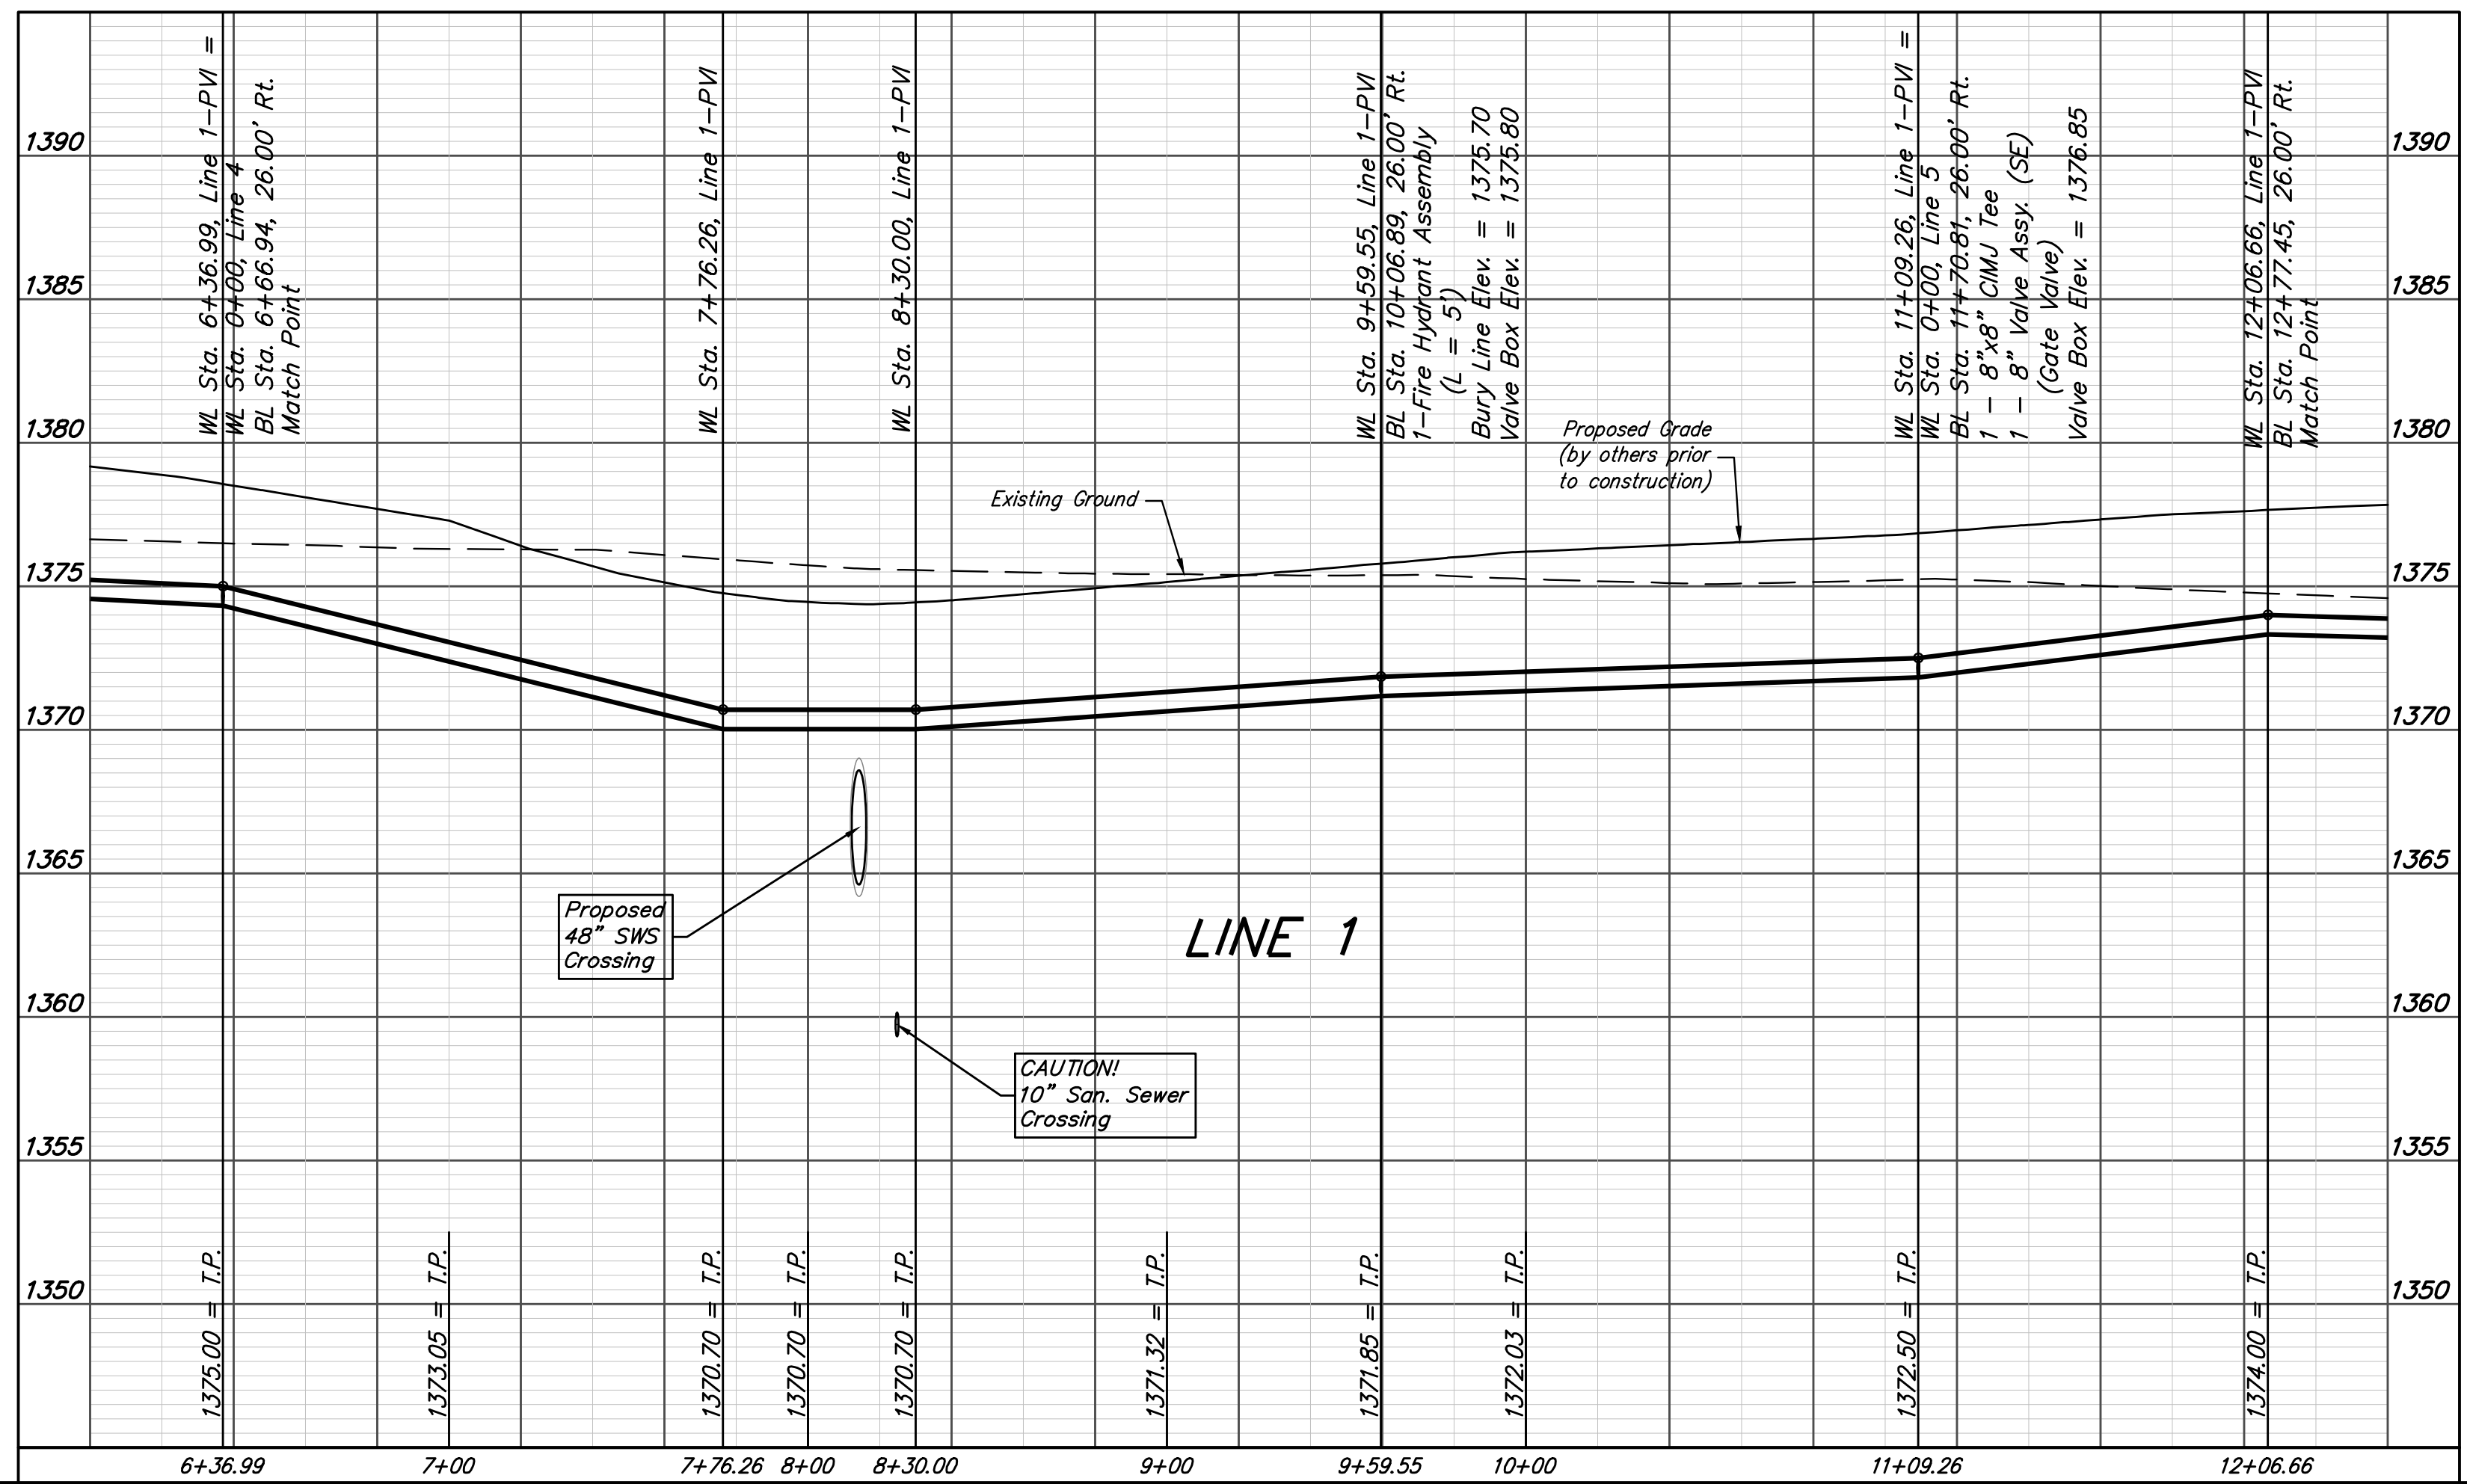 WL Sta. 6+36.99, Line 1-PVI =
WL Sta. 0+00, Line 4
BL Sta. 6+66.94, 26.00' Rt.
Match Point
WL Sta. 7+76.26, Line 1-PVI
WL Sta. 8+30.00, Line 1-PVI
WL Sta. 9+59.55, Line 1-PVI
BL Sta. 10+06.89, 26.00' Rt.
1-Fire Hydrant Assembly
(L = 5')
Bury Line Elev. = 1375.70
Valve Box Elev. = 1375.80
WL Sta. 11+09.26, Line 1-PVI =
WL Sta. 0+00, Line 5
BL Sta. 11+70.81, 26.00' Rt.
1 - 8"x8" CIMJ Tee
1 - 8" Valve Assy. (SE)
(Gate Valve)
Valve Box Elev. = 1376.85
WL Sta. 12+06.66, Line 1-PVI
BL Sta. 12+77.45, 26.00' Rt.
Match Point
1390
1390
1385
1385
1380
1380
Proposed Grade
(by others prior
to construction)
Existing Ground
1375
1375
1370
1370
1365
1365
Proposed
48" SWS
Crossing
LINE 1
1360
1360
CAUTION!
10" San. Sewer
Crossing
1355
1355
1350
1350
1375.00 = T.P.
1373.05 = T.P.
1370.70 = T.P.
1370.70 = T.P.
1370.70 = T.P.
1371.32 = T.P.
1371.85 = T.P.
1372.03 = T.P.
1372.50 = T.P.
1374.00 = T.P.
6+36.99 7+00 7+76.26 8+00 8+30.00 9+00 9+59.55 10+00 11+09.26 12+06.66